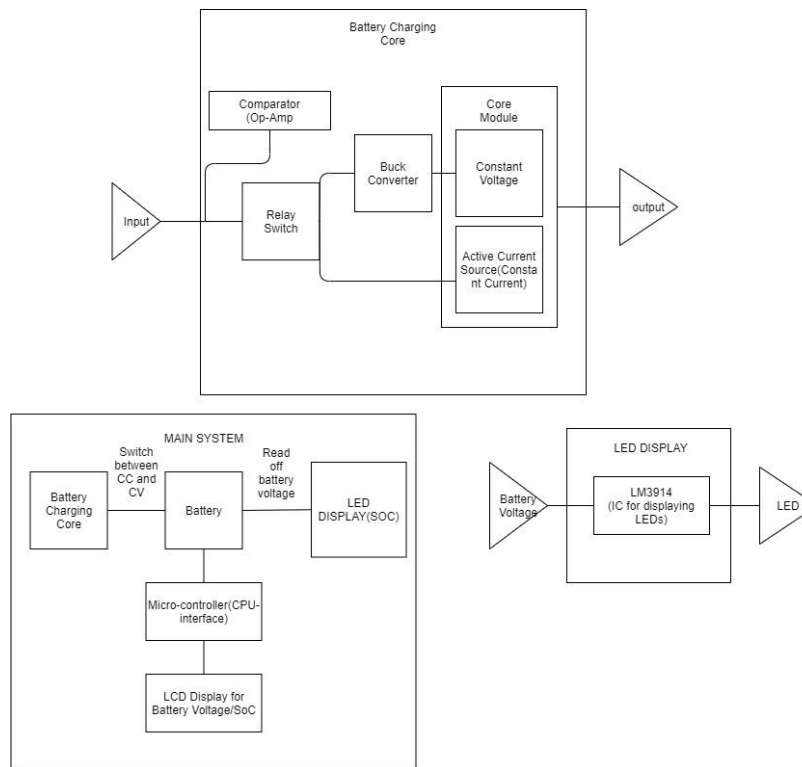 Battery Charging
Core
Comparator
(Op-Amp
Core
Module
Buck
Converter
Constant
Voltage
Input
Relay
Switch
output
Active Current
Source(Consta
nt Current)
MAIN SYSTEM
Switch
between
CC and
CV
Read
off
battery
voltage
Battery
Charging
Core
Battery
LED
DISPLAY(SOC)
Micro-controller(CPU-
interface)
LCD Display for
Battery Voltage/SoC
LED DISPLAY
Battery
Voltage
LM3914
(IC for displaying
LEDs)
LED